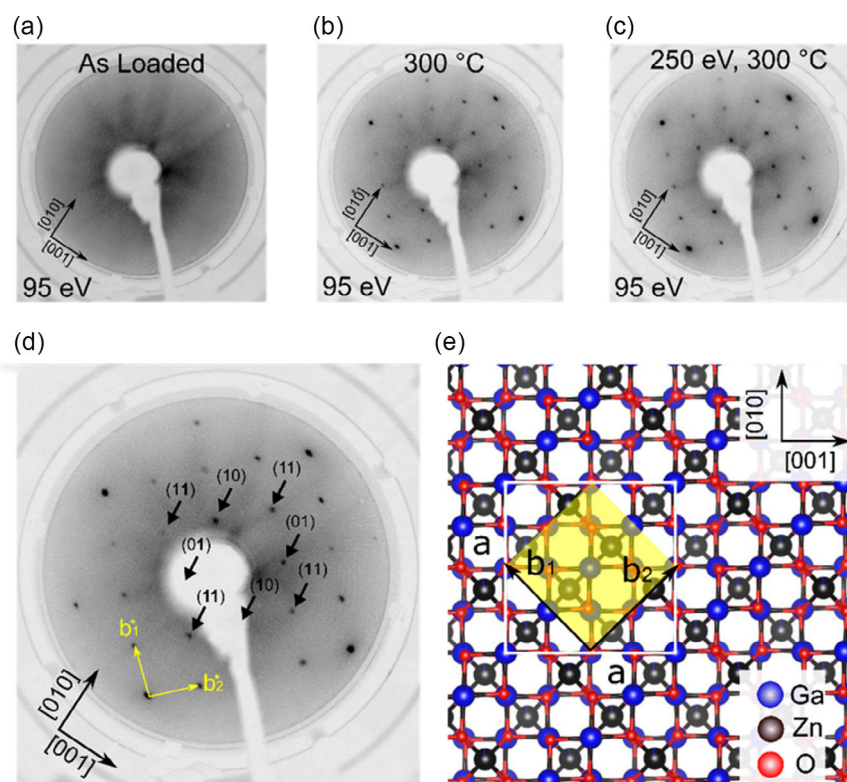 (a)
As Loaded
[010]
[001]
95 eV
(b)
300 °C
[010]
[001]
95 eV
(c)
250 eV, 300 °C
[010]
[001]
95 eV
(d)
(11)
(10)
(11)
(01)
(01)
(11)
(10)
(11)
b*1
b*2
[010]
[001]
(e)
[010]
[001]
a
b1
b2
a
Ga
Zn
O